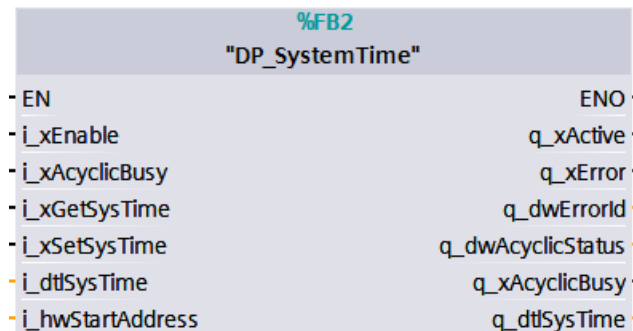 %FB2
"DP_SystemTime"
EN ENO
i_xEnable q_xActive
i_xAcyclicBusy q_xError
i_xGetSysTime q_dwErrorId
i_xSetSysTime q_dwAcyclicStatus
i_dtlSysTime q_xAcyclicBusy
i_hwStartAddress q_dtlSysTime